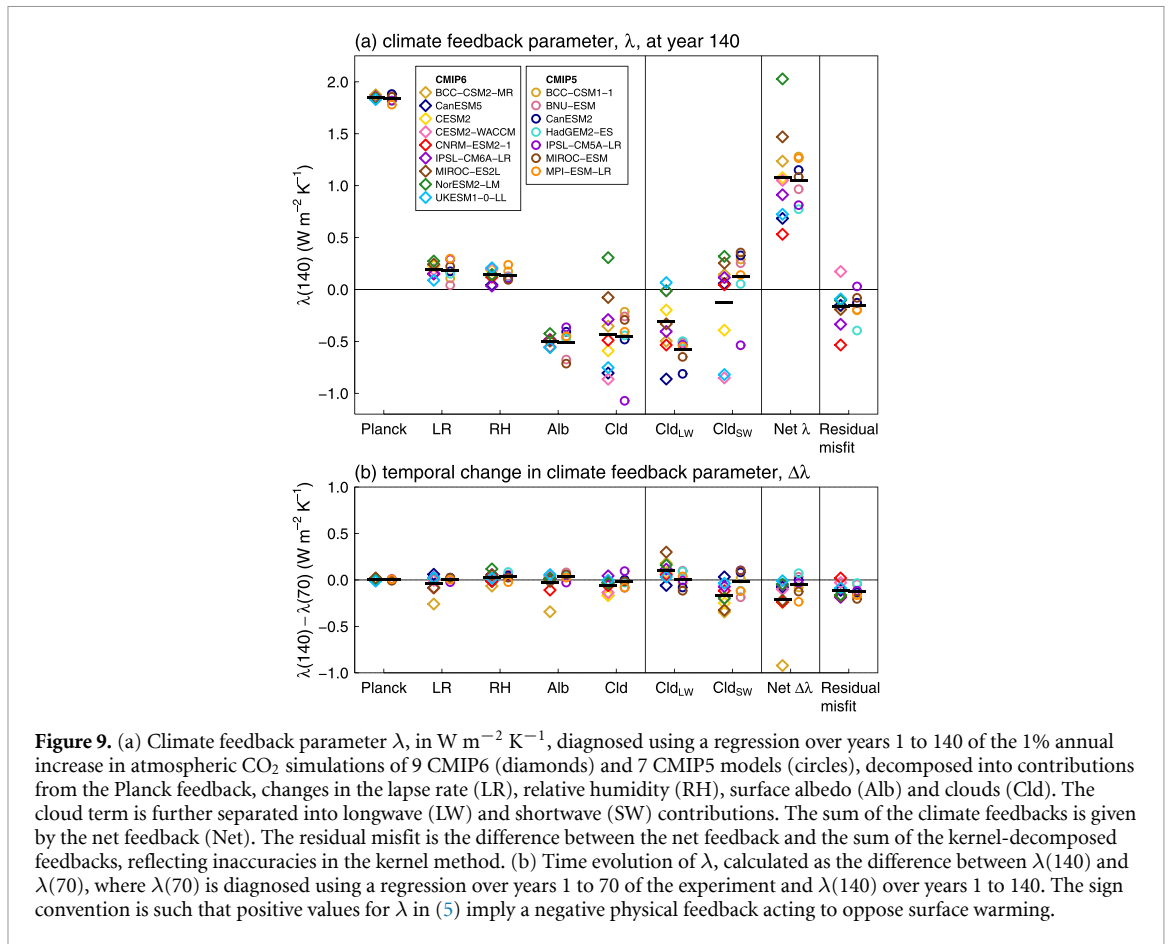 (a) climate feedback parameter, λ, at year 140
λ(140) (W m−2 K−1)
2.0
1.5
1.0
0.5
0.0
−0.5
−1.0
CMIP6
BCC−CSM2−MR
CanESM5
CESM2
CESM2−WACCM
CNRM−ESM2−1
IPSL−CM6A−LR
MIROC−ES2L
NorESM2−LM
UKESM1−0−LL
CMIP5
BCC−CSM1−1
BNU−ESM
CanESM2
HadGEM2−ES
IPSL−CM5A−LR
MIROC−ESM
MPI−ESM−LR
Planck LR RH Alb Cld CldLW CldSW Net λ Residual
misfit
(b) temporal change in climate feedback parameter, Δλ
λ(140) − λ(70) (W m−2 K−1)
1.0
0.5
0.0
−0.5
−1.0
Planck LR RH Alb Cld CldLW CldSW Net Δλ Residual
misfit
Figure 9. (a) Climate feedback parameter λ, in W m−2 K−1, diagnosed using a regression over years 1 to 140 of the 1% annual
increase in atmospheric CO2 simulations of 9 CMIP6 (diamonds) and 7 CMIP5 models (circles), decomposed into contributions
from the Planck feedback, changes in the lapse rate (LR), relative humidity (RH), surface albedo (Alb) and clouds (Cld). The
cloud term is further separated into longwave (LW) and shortwave (SW) contributions. The sum of the climate feedbacks is given
by the net feedback (Net). The residual misfit is the difference between the net feedback and the sum of the kernel-decomposed
feedbacks, reflecting inaccuracies in the kernel method. (b) Time evolution of λ, calculated as the difference between λ(140) and
λ(70), where λ(70) is diagnosed using a regression over years 1 to 70 of the experiment and λ(140) over years 1 to 140. The sign
convention is such that positive values for λ in (5) imply a negative physical feedback acting to oppose surface warming.